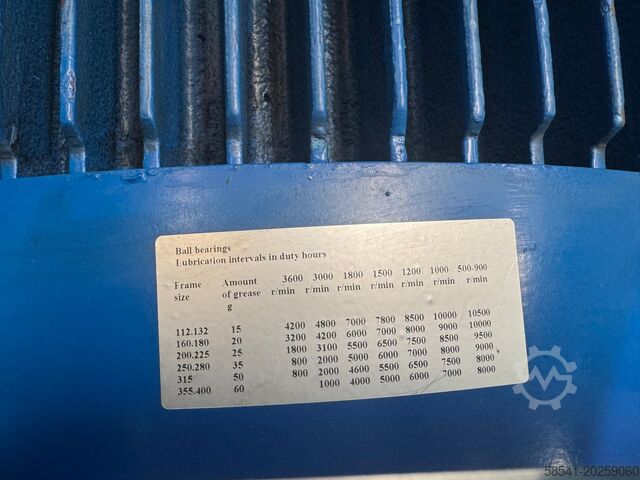 Ball bearings
Lubrication intervals in duty hours
Frame size Amount of grease g 3600 r/min 3000 r/min 1800 r/min 1500 r/min 1200 r/min 1000 r/min 500-900 r/min
112.132 15 4200 4800 7000 7800 8500 10000 10500
160.180 20 3200 4200 6000 7000 8000 9000 10000
200.225 25 1800 3100 5500 6500 7500 8500 9500
250.280 35 800 2000 5000 6000 7000 8000 9000
315 50 800 2000 4600 5500 6500 7500 8000
355.400 60 1000 4000 5000 6000 7000 8000
58541-20259060